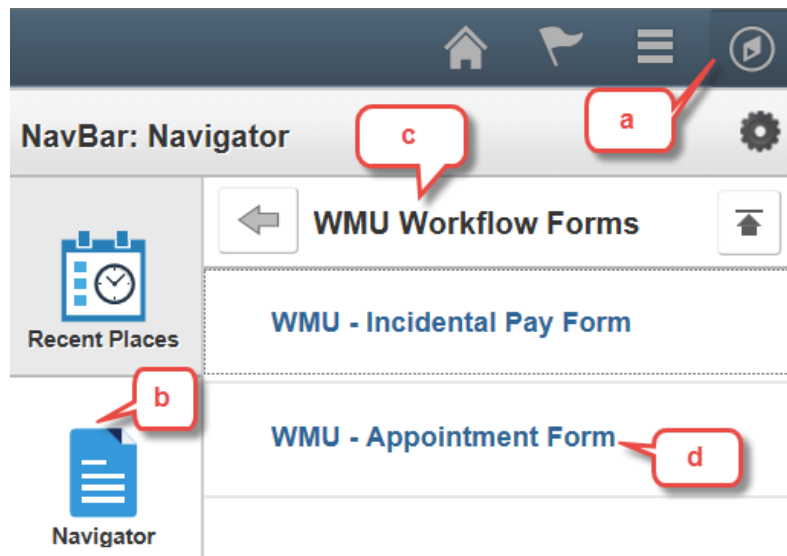 a
NavBar: Navigator
c
WMU Workflow Forms
Recent Places
WMU - Incidental Pay Form
b
WMU - Appointment Form
d
Navigator